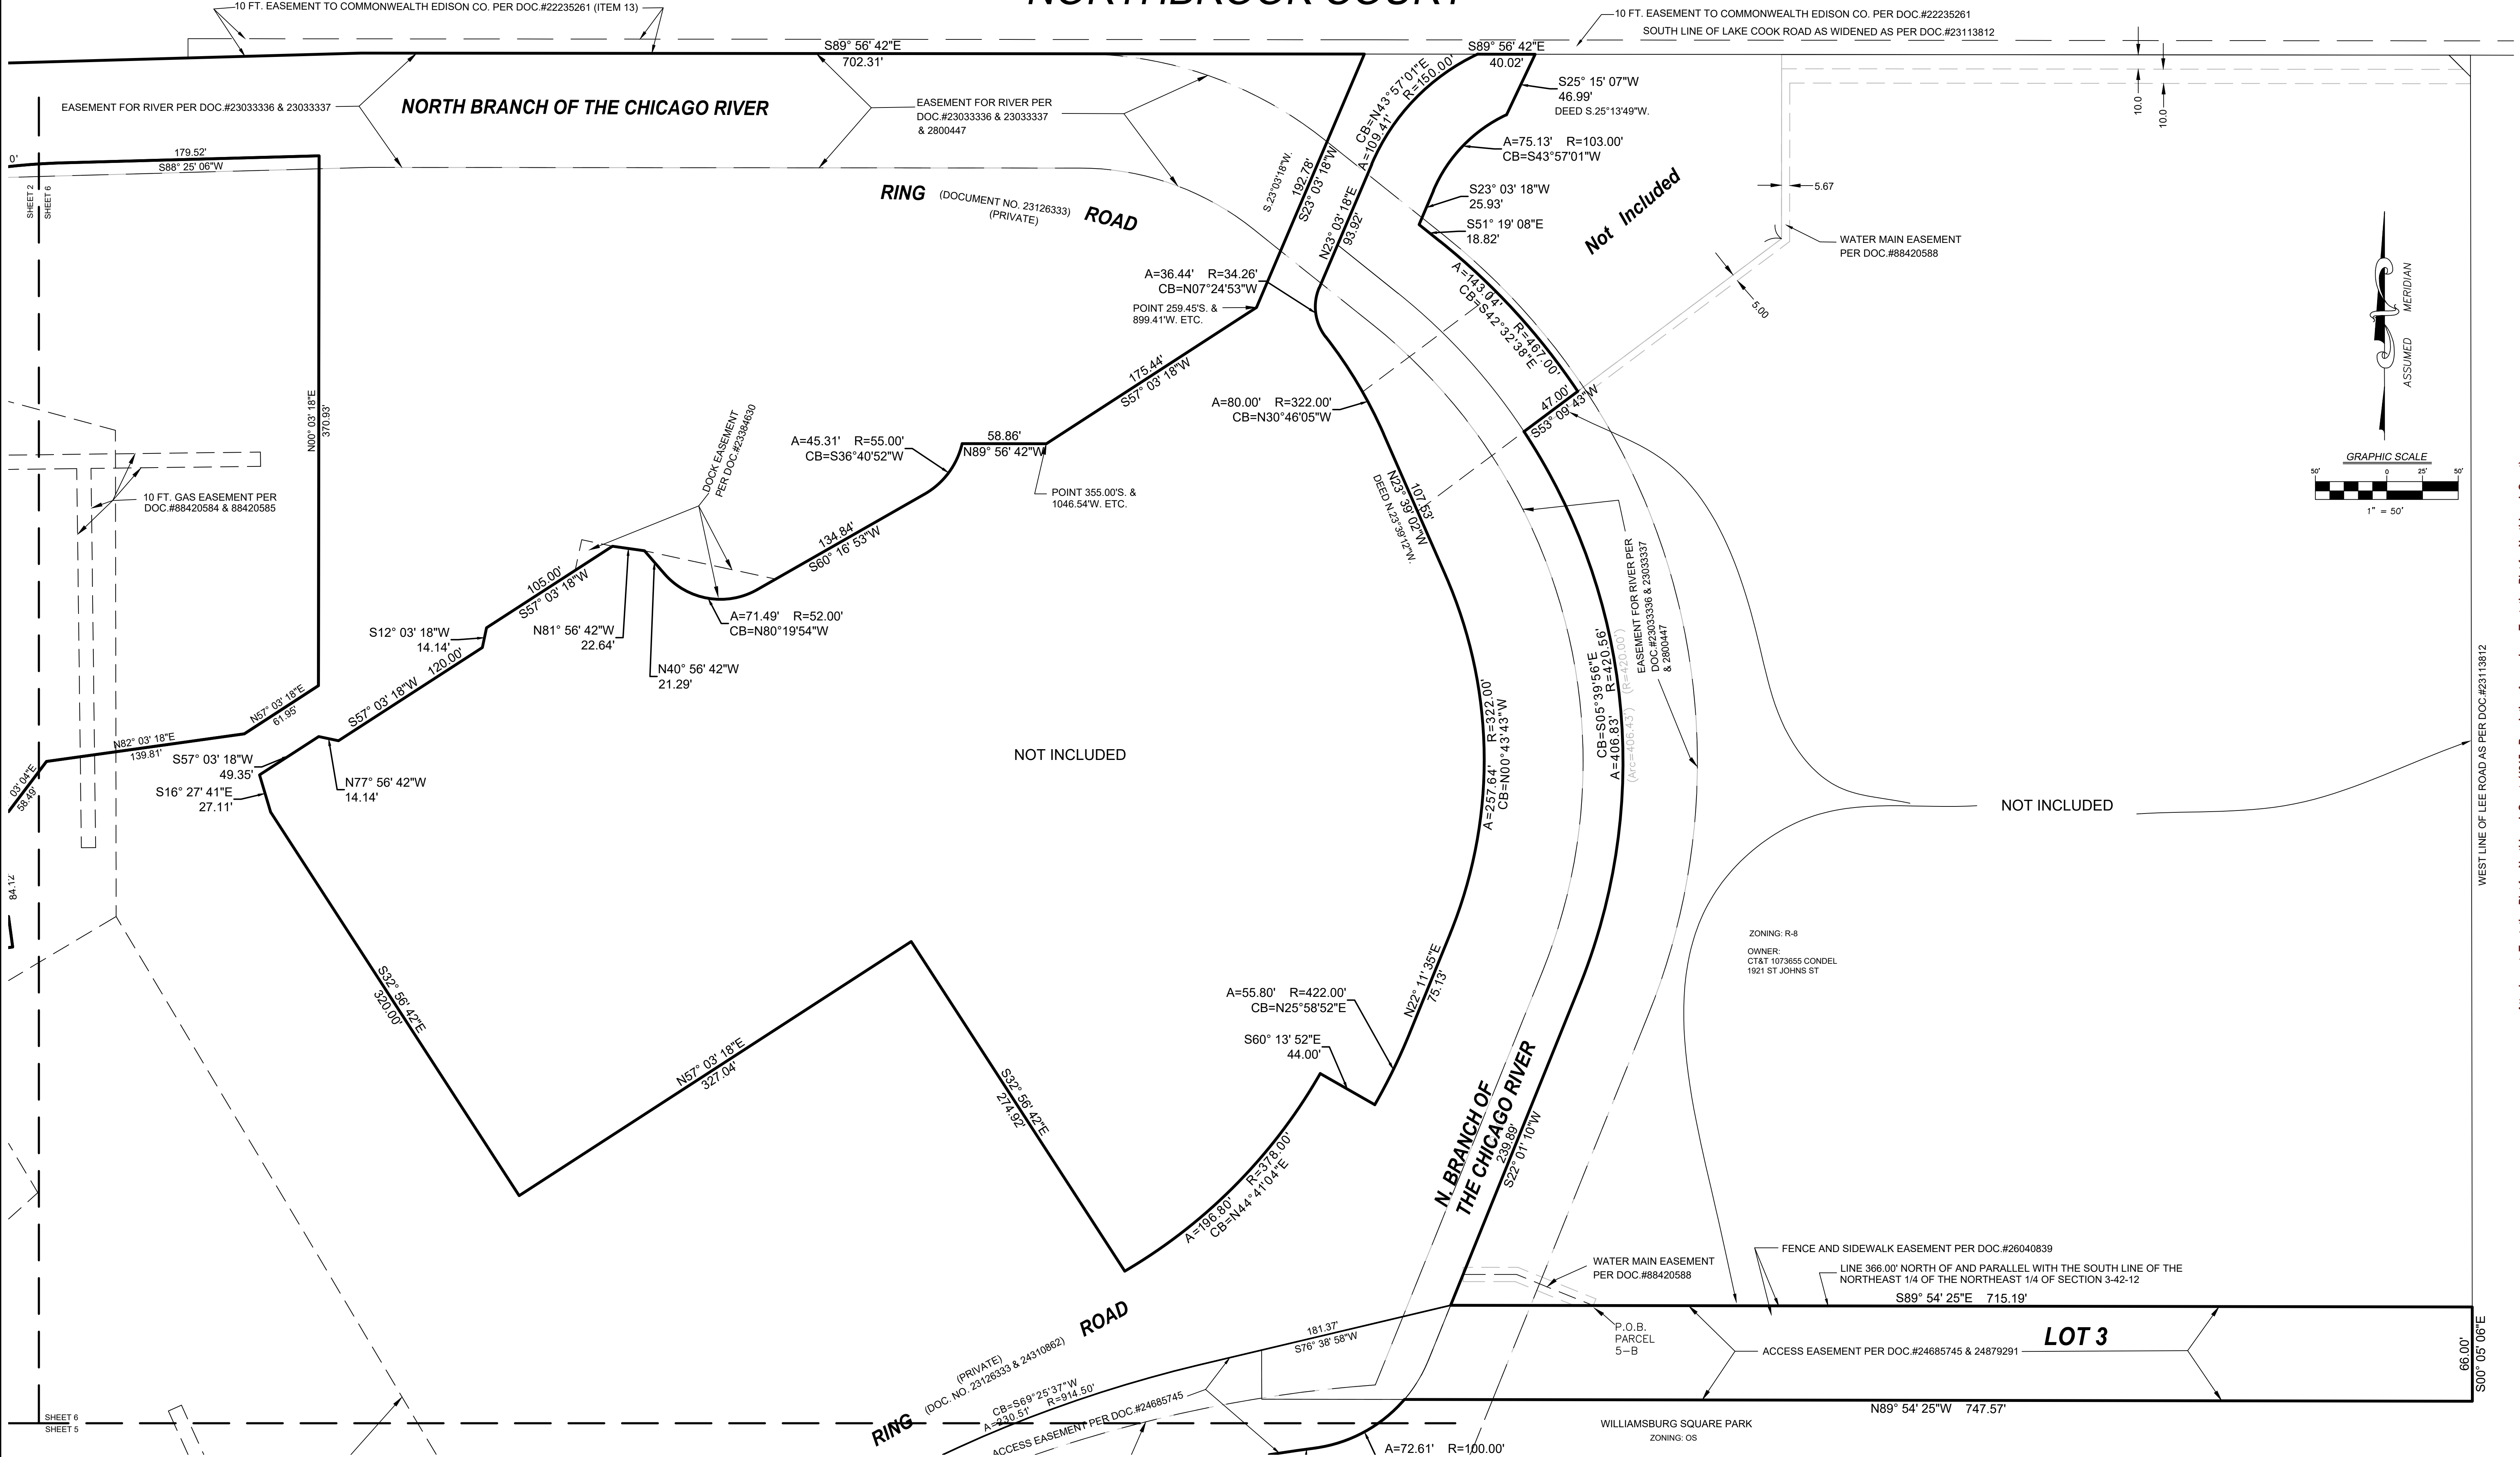 NORTHBROOK COURT
10 FT. EASEMENT TO COMMONWEALTH EDISON CO. PER DOC.#22235261 (ITEM 13)
10 FT. EASEMENT TO COMMONWEALTH EDISON CO. PER DOC.#22235261
SOUTH LINE OF LAKE COOK ROAD AS WIDENED AS PER DOC.#23113812
S89° 56' 42"E
702.31'
S89° 56' 42"E
40.02'
EASEMENT FOR RIVER PER DOC.#23033336 & 23033337
NORTH BRANCH OF THE CHICAGO RIVER
EASEMENT FOR RIVER PER
DOC.#23033336 & 23033337
& 2800447
CB=N43°57'01"E
R=150.00'
A=109.41'
S25° 15' 07"W
46.99'
DEED S.25°13'49"W.
A=75.13' R=103.00'
CB=S43°57'01"W
S23° 03' 18"W
25.93'
S51° 19' 08"E
18.82'
10.0
10.0
5.67
Not Included
WATER MAIN EASEMENT
PER DOC.#88420588
5.00
0'
179.52'
S88° 25' 06"W
SHEET 2
SHEET 6
RING (DOCUMENT NO. 23126333) ROAD
(PRIVATE)
S.23°03'18"W.
192.78'
S23° 03' 18"W
N23° 03' 18"E
93.92'
A=36.44' R=34.26'
CB=N07°24'53"W
POINT 259.45'S. &
899.41'W. ETC.
A=143.04' R=467.00'
CB=S42°32'38"E
47.00'
S53° 09' 43"W
ASSUMED MERIDIAN
GRAPHIC SCALE
50' 0 25' 50'
1" = 50'
N00° 03' 18"E
370.93'
175.44'
S57° 03' 18"W
A=80.00' R=322.00'
CB=N30°46'05"W
DOCK EASEMENT
PER DOC.#23384630
A=45.31' R=55.00'
CB=S36°40'52"W
58.86'
N89° 56' 42"W
POINT 355.00'S. &
1046.54'W. ETC.
10 FT. GAS EASEMENT PER
DOC.#88420584 & 88420585
107.53'
N23° 39' 02"W
DEED N.23°39'12"W.
134.84'
S60° 16' 53"W
105.00'
S57° 03' 18"W
A=71.49' R=52.00'
CB=N80°19'54"W
N81° 56' 42"W
22.64'
N40° 56' 42"W
21.29'
S12° 03' 18"W
14.14'
120.00'
S57° 03' 18"W
EASEMENT FOR RIVER PER
DOC.#23033336 & 23033337
& 2800447
CB=S05°39'56"E
A=406.83' R=420.56'
(Arc=406.43') (R=420.00')
A=257.64' R=322.00'
CB=N00°43'43"W
WEST LINE OF LEE ROAD AS PER DOC.#23113812
N57° 03' 18"E
61.95'
N82° 03' 18"E
139.81'
03' 04"E
58.49'
S57° 03' 18"W
49.35'
S16° 27' 41"E
27.11'
N77° 56' 42"W
14.14'
NOT INCLUDED
NOT INCLUDED
84.12'
ZONING: R-8
OWNER:
CT&T 1073655 CONDEL
1921 ST JOHNS ST
S32° 56' 42"E
320.00'
N57° 03' 18"E
327.04'
S32° 56' 42"E
274.92'
N22° 11' 35"E
75.13'
A=55.80' R=422.00'
CB=N25°58'52"E
S60° 13' 52"E
44.00'
A=196.80' R=378.00'
CB=N44°41'04"E
N. BRANCH OF
THE CHICAGO RIVER
239.89'
S22° 01' 10"W
WATER MAIN EASEMENT
PER DOC.#88420588
FENCE AND SIDEWALK EASEMENT PER DOC.#26040839
LINE 366.00' NORTH OF AND PARALLEL WITH THE SOUTH LINE OF THE
NORTHEAST 1/4 OF THE NORTHEAST 1/4 OF SECTION 3-42-12
S89° 54' 25"E 715.19'
P.O.B.
PARCEL
5-B
LOT 3
ACCESS EASEMENT PER DOC.#24685745 & 24879291
66.00'
S00° 05' 06"E
181.37'
S76° 38' 58"W
(PRIVATE)
RING (DOC. NO. 23126333 & 24310862) ROAD
CB=S69°25'37"W
A=230.51' R=914.50'
ACCESS EASEMENT PER DOC.#24685745
N89° 54' 25"W 747.57'
WILLIAMSBURG SQUARE PARK
ZONING: OS
A=72.61' R=100.00'
SHEET 6
SHEET 5